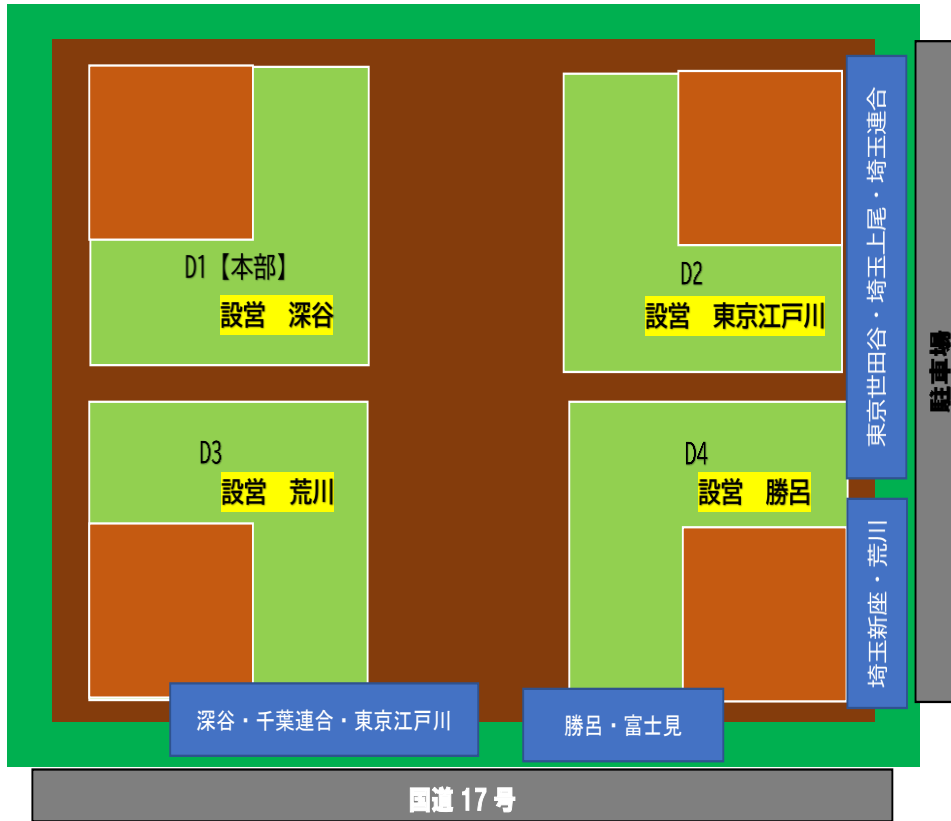 D1【本部】
設営　深谷
D2
設営　東京江戸川
東京世田谷・埼玉上尾・埼玉連合
駐車場
D3
設営　荒川
D4
設営　勝呂
埼玉新座・荒川
深谷・千葉連合・東京江戸川
勝呂・富士見
国道 17 号